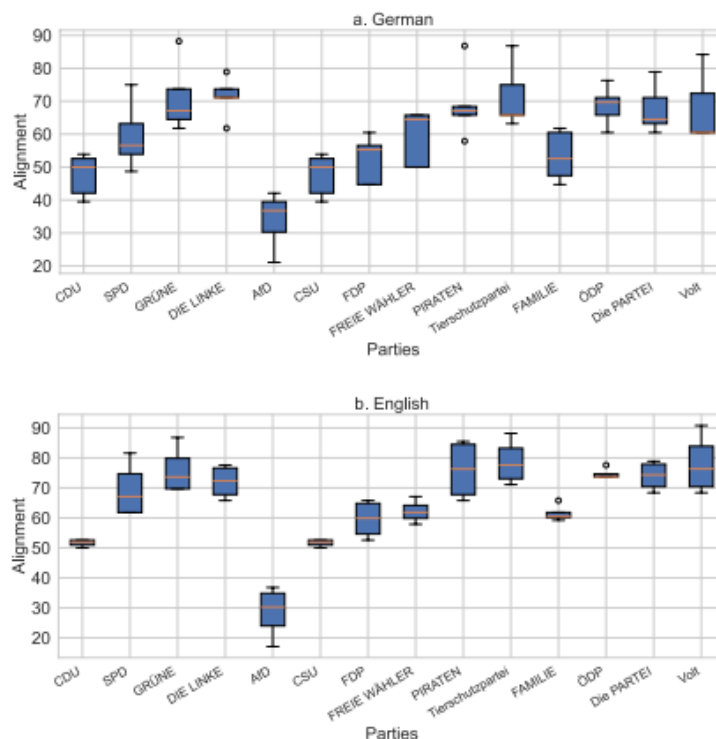 a. German
90
80
70
60
50
40
30
20
Alignment
CDU
SPD
GRÜNE
DIE LINKE
AfD
CSU
FDP
FREIE WÄHLER
PIRATEN
Tierschutzpartei
FAMILIE
ÖDP
Die PARTEI
Volt
Parties
b. English
90
80
70
60
50
40
30
20
Alignment
CDU
SPD
GRÜNE
DIE LINKE
AfD
CSU
FDP
FREIE WÄHLER
PIRATEN
Tierschutzpartei
FAMILIE
ÖDP
Die PARTEI
Volt
Parties